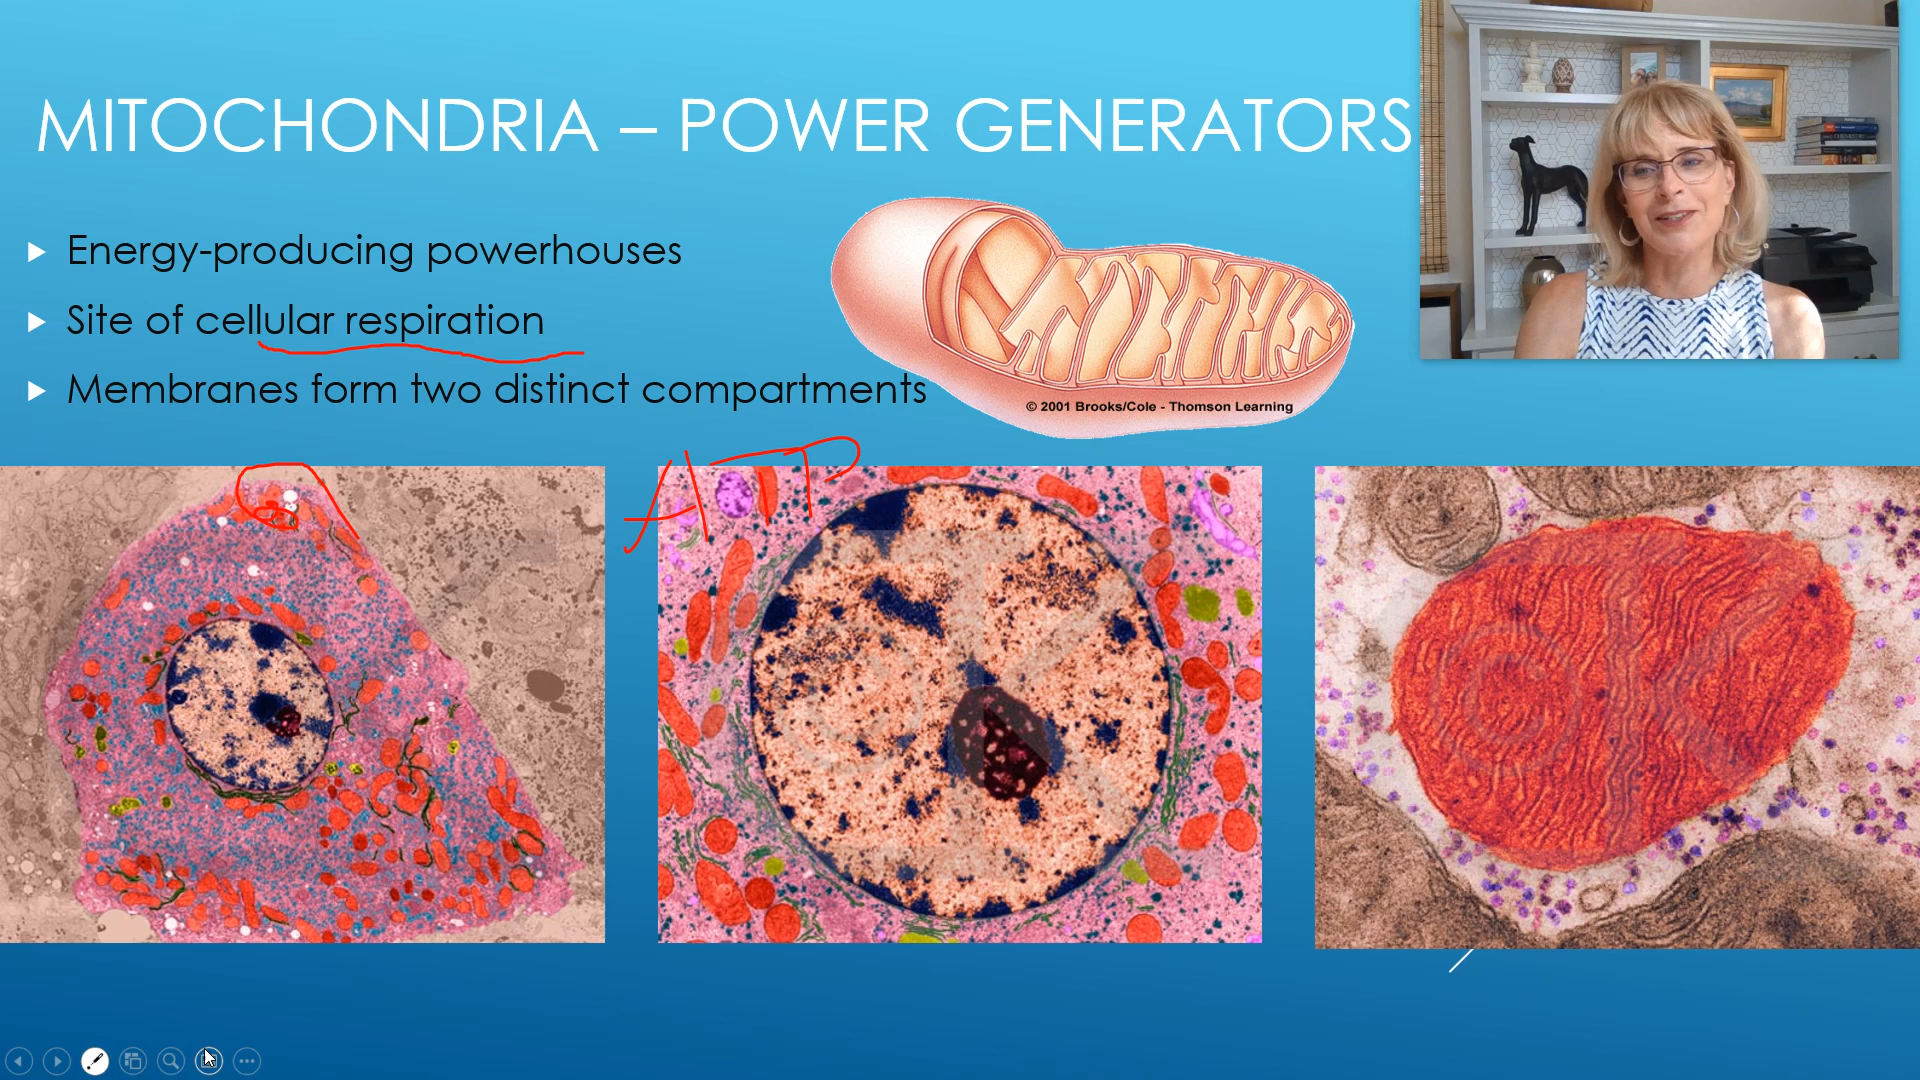 MITOCHONDRIA – POWER GENERATORS
Energy-producing powerhouses
Site of cellular respiration
Membranes form two distinct compartments
© 2001 Brooks/Cole - Thomson Learning
ATP